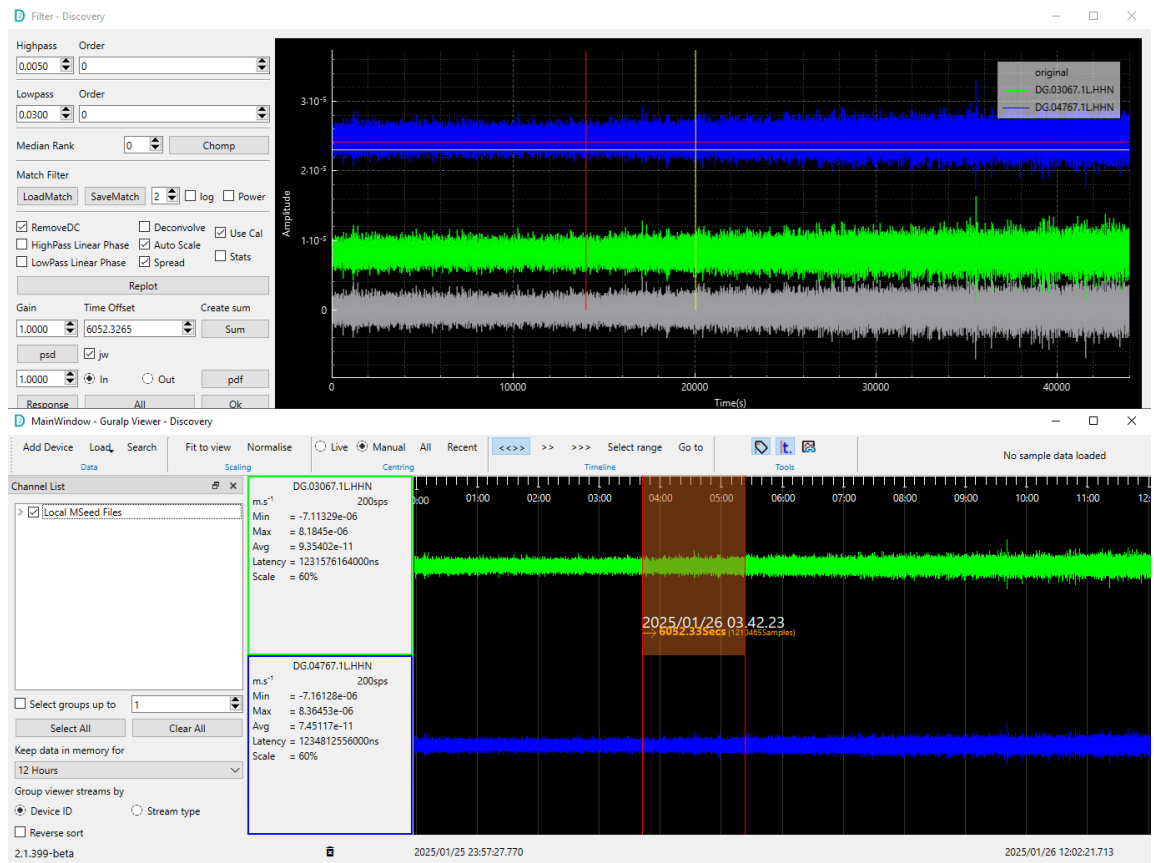 Filter - Discovery
Highpass Order
0.0050 0
Lowpass Order
0.0300 0
Median Rank 0 Chomp
Match Filter
LoadMatch SaveMatch 2 log Power
RemoveDC Deconvolve Use Cal
HighPass Linear Phase Auto Scale Stats
LowPass Linear Phase Spread
Replot
Gain Time Offset Create sum
1.0000 6052.3265 Sum
psd jw
1.0000 In Out pdf
Response All Ok
original
DG.03067.1L.HHN
DG.04767.1L.HHN
Amplitude
3·10⁻⁵
2·10⁻⁵
1·10⁻⁵
0
0 10000 20000 30000 40000
Time(s)
MainWindow - Guralp Viewer - Discovery
Add Device Load Search Fit to view Normalise Live Manual All Recent <<>> >> >>> Select range Go to t. No sample data loaded
Data Scaling Centring Timeline Tools
Channel List
Local MSeed Files
Select groups up to 1
Select All Clear All
Keep data in memory for
12 Hours
Group viewer streams by
Device ID Stream type
Reverse sort
2.1.399-beta
DG.03067.1L.HHN
m.s⁻¹ 200sps
Min = -7.11329e-06
Max = 8.1845e-06
Avg = 9.35402e-11
Latency = 1231576164000ns
Scale = 60%
DG.04767.1L.HHN
m.s⁻¹ 200sps
Min = -7.16128e-06
Max = 8.36453e-06
Avg = 7.45117e-11
Latency = 1234812556000ns
Scale = 60%
:00 01:00 02:00 03:00 04:00 05:00 06:00 07:00 08:00 09:00 10:00 11:00 12:
2025/01/26 03.42.23
6052.33Secs (1210465Samples)
2025/01/25 23:57:27.770 2025/01/26 12:02:21.713